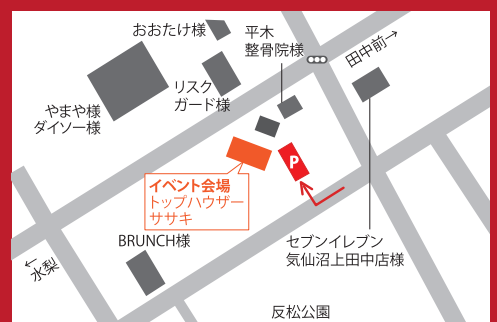 おおたけ様
平木
整骨院様
田中前→
リスク
ガード様
やまや様
ダイソー様
P
イベント会場
トップハウザー
ササキ
BRUNCH様
セブンイレブン
気仙沼上田中店様
←
水梨
反松公園